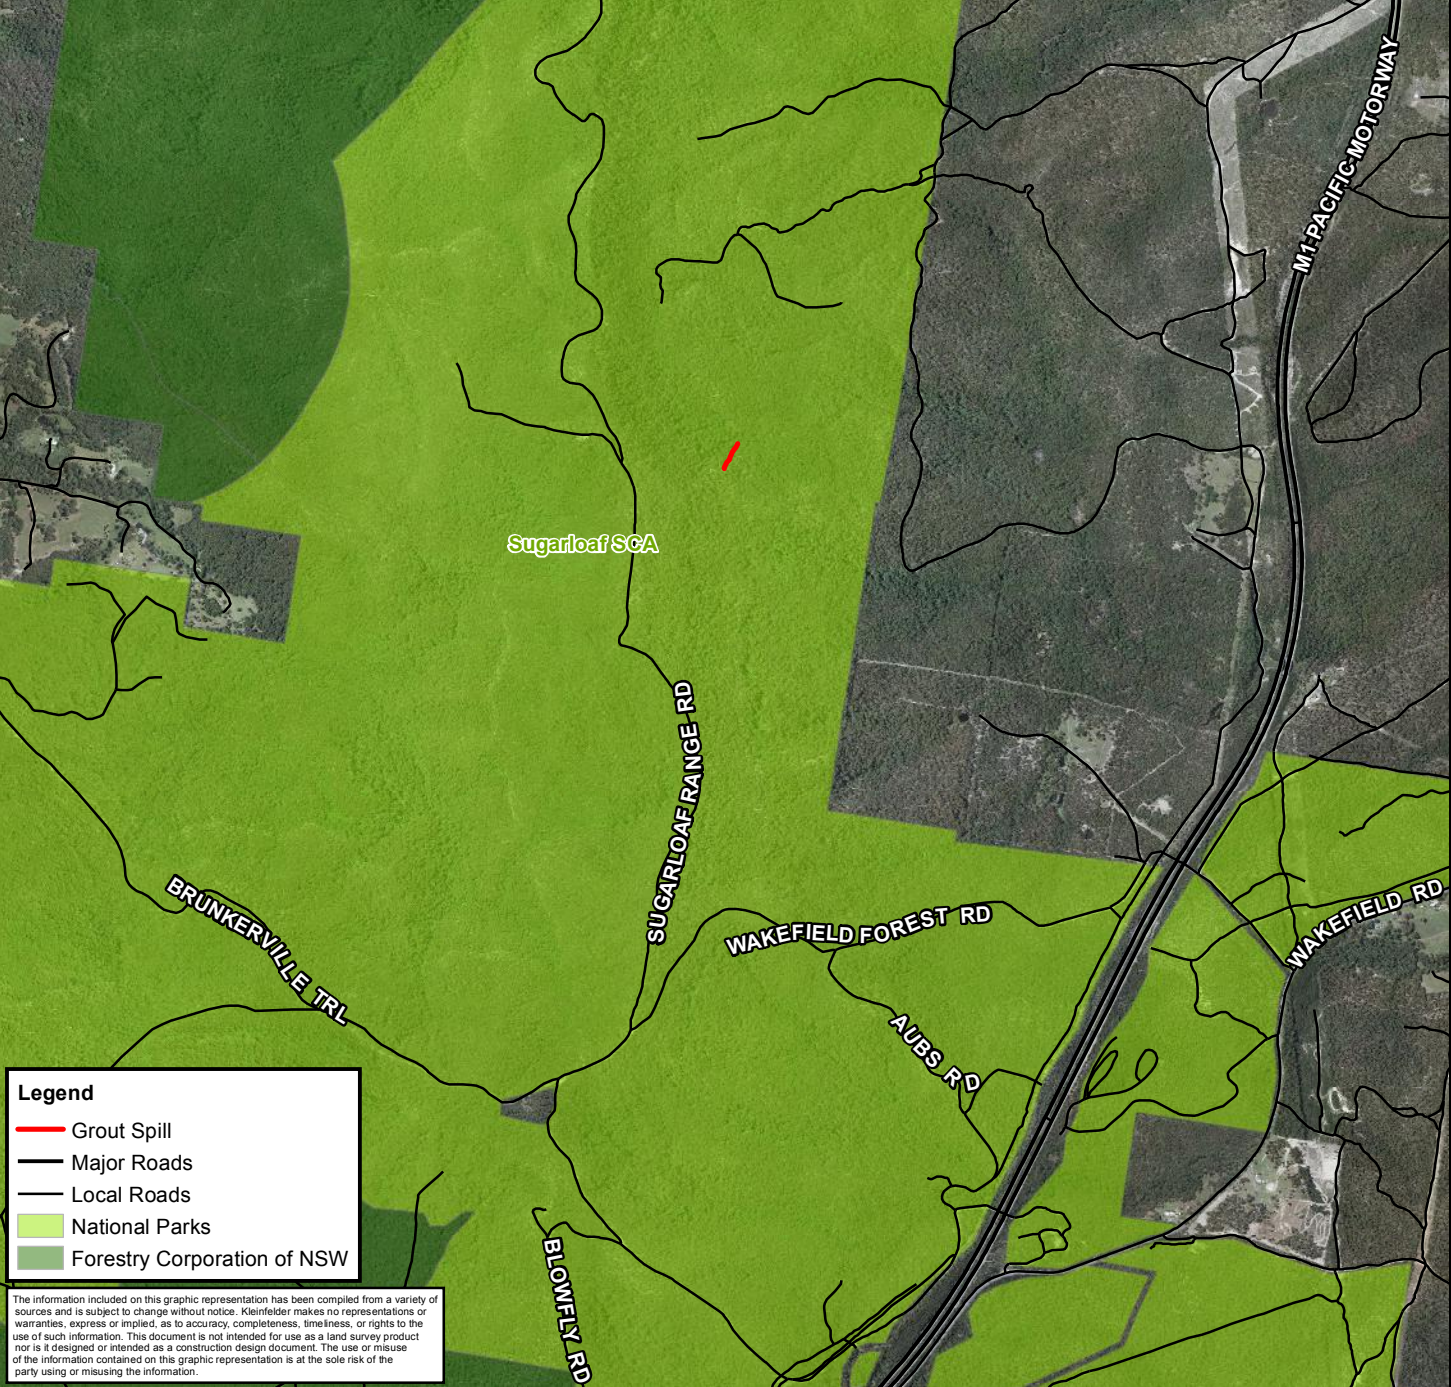 M1 PACIFIC MOTORWAY
Sugarloaf SCA
SUGARLOAF RANGE RD
BRUNKERVILLE TRL
WAKEFIELD FOREST RD
WAKEFIELD RD
AUBS RD
BLOWFLY RD
Legend
Grout Spill
Major Roads
Local Roads
National Parks
Forestry Corporation of NSW
The information included on this graphic representation has been compiled from a variety of
sources and is subject to change without notice. Kleinfelder makes no representations or
warranties, express or implied, as to accuracy, completeness, timeliness, or rights to the
use of such information. This document is not intended for use as a land survey product
nor is it designed or intended as a construction design document. The use or misuse
of the information contained on this graphic representation is at the sole risk of the
party using or misusing the information.